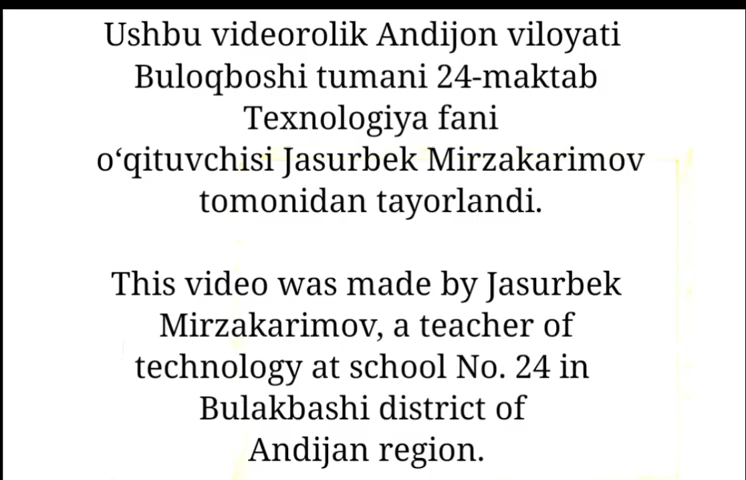 Ushbu videorolik Andijon viloyati
Buloqboshi tumani 24-maktab
Texnologiya fani
o‘qituvchisi Jasurbek Mirzakarimov
tomonidan tayorlandi.
This video was made by Jasurbek
Mirzakarimov, a teacher of
technology at school No. 24 in
Bulakbashi district of
Andijan region.